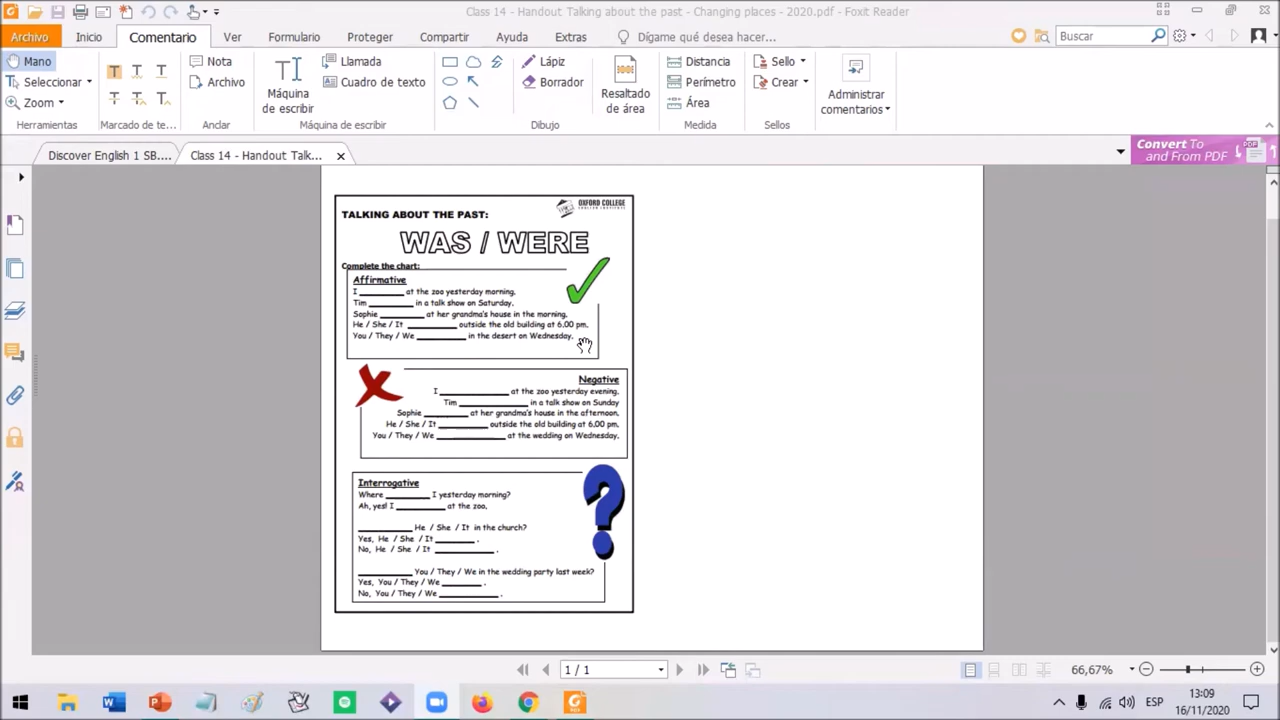 Class 14 - Handout Talking about the past - Changing places - 2020.pdf - Foxit Reader
Archivo Inicio Comentario Ver Formulario Proteger Compartir Ayuda Extras Dígame qué desea hacer... Buscar
Mano Nota Llamada Lápiz Distancia Sello
Seleccionar Archivo Cuadro de texto Borrador Perímetro Crear
Zoom Máquina de escribir Resaltado de área Área Administrar comentarios
Herramientas Marcado de te... Anclar Máquina de escribir Dibujo Medida Sellos
Discover English 1 SB.... Class 14 - Handout Talk... Convert To and From PDF
OXFORD COLLEGE
TALKING ABOUT THE PAST:
WAS / WERE
Complete the chart:
Affirmative
I ________ at the zoo yesterday morning.
Tim ________ in a talk show on Saturday.
Sophie ________ at her grandma's house in the morning.
He / She / It ________ outside the old building at 6.00 pm.
You / They / We ________ in the desert on Wednesday.
Negative
I ________ at the zoo yesterday evening.
Tim ________ in a talk show on Sunday
Sophie ________ at her grandma's house in the afternoon.
He / She / It ________ outside the old building at 6.00 pm.
You / They / We ________ at the wedding on Wednesday.
Interrogative
Where ________ I yesterday morning?
Ah, yes! I ________ at the zoo.
________ He / She / It in the church?
Yes, He / She / It ________ .
No, He / She / It ________ .
________ You / They / We in the wedding party last week?
Yes, You / They / We ________ .
No, You / They / We ________ .
1 / 1 66,67%
ESP 13:09
16/11/2020